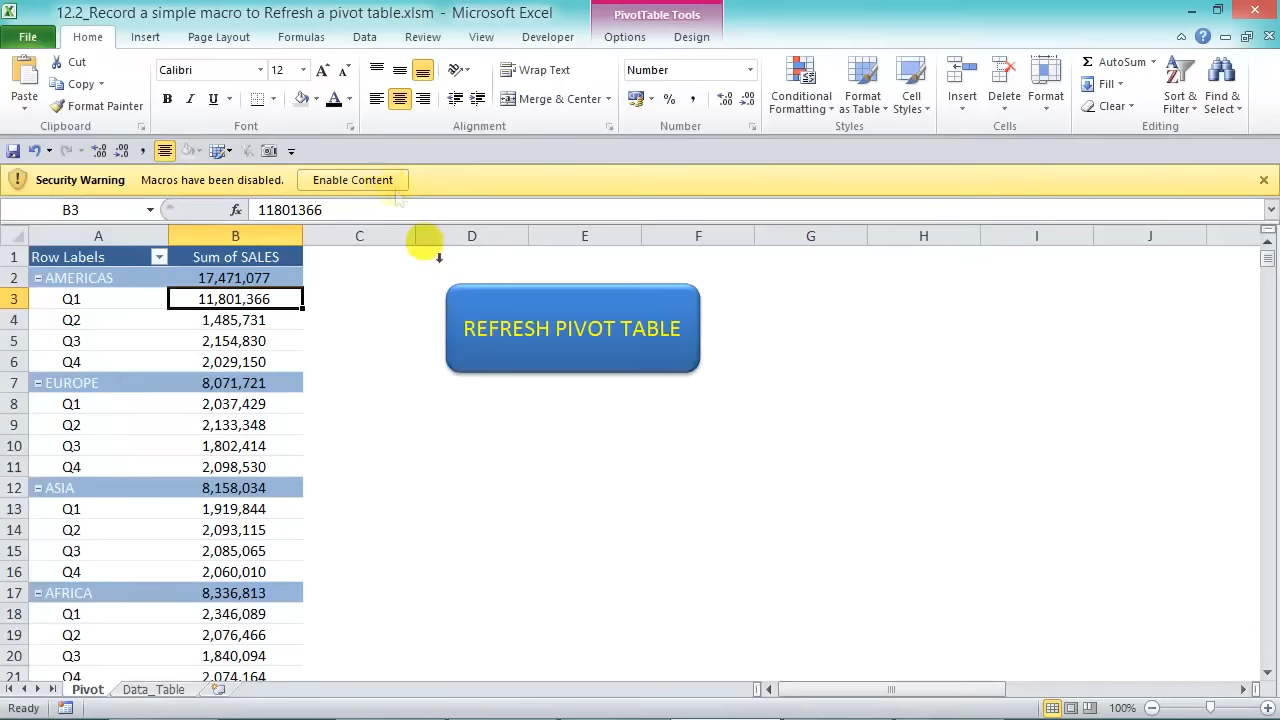 12.2_Record a simple macro to Refresh a pivot table.xlsm - Microsoft Excel
PivotTable Tools
File Home Insert Page Layout Formulas Data Review View Developer Options Design
Paste
Cut
Copy
Format Painter
Clipboard
Calibri 12
B I U A
Font
Wrap Text
Merge & Center
Alignment
Number
% ,
Number
Conditional Formatting
Format as Table
Cell Styles
Styles
Insert Delete Format
Cells
Σ AutoSum
Fill
Clear
Sort & Filter
Find & Select
Editing
Security Warning Macros have been disabled. Enable Content
B3 fx 11801366
A B C D E F G H I J
1 Row Labels Sum of SALES
2 AMERICAS 17,471,077
3 Q1 11,801,366
4 Q2 1,485,731
5 Q3 2,154,830
6 Q4 2,029,150
7 EUROPE 8,071,721
8 Q1 2,037,429
9 Q2 2,133,348
10 Q3 1,802,414
11 Q4 2,098,530
12 ASIA 8,158,034
13 Q1 1,919,844
14 Q2 2,093,115
15 Q3 2,085,065
16 Q4 2,060,010
17 AFRICA 8,336,813
18 Q1 2,346,089
19 Q2 2,076,466
20 Q3 1,840,094
21 Q4 2,074,164
REFRESH PIVOT TABLE
Pivot Data_Table
Ready 100%